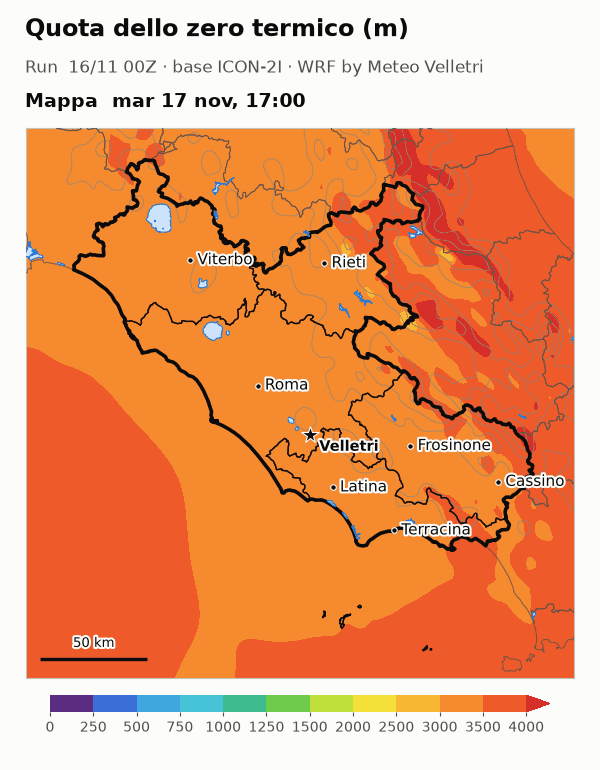 Quota dello zero termico (m)
Run  16/11 00Z · base ICON-2I · WRF by Meteo Velletri
Mappa  mar 17 nov, 17:00
Viterbo
Rieti
Roma
Velletri
Frosinone
Latina
Cassino
Terracina
50 km
0 250 500 750 1000 1250 1500 2000 2500 3000 3500 4000